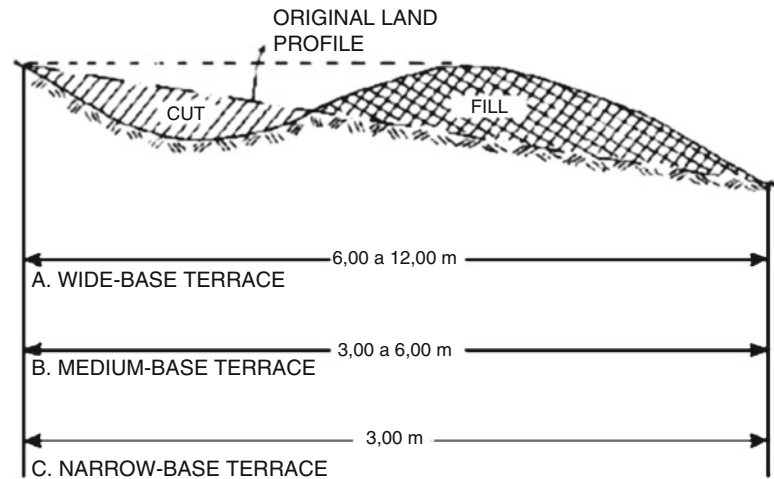 ORIGINAL LAND
PROFILE
CUT
FILL
6,00 a 12,00 m
A. WIDE-BASE TERRACE
3,00 a 6,00 m
B. MEDIUM-BASE TERRACE
3,00 m
C. NARROW-BASE TERRACE